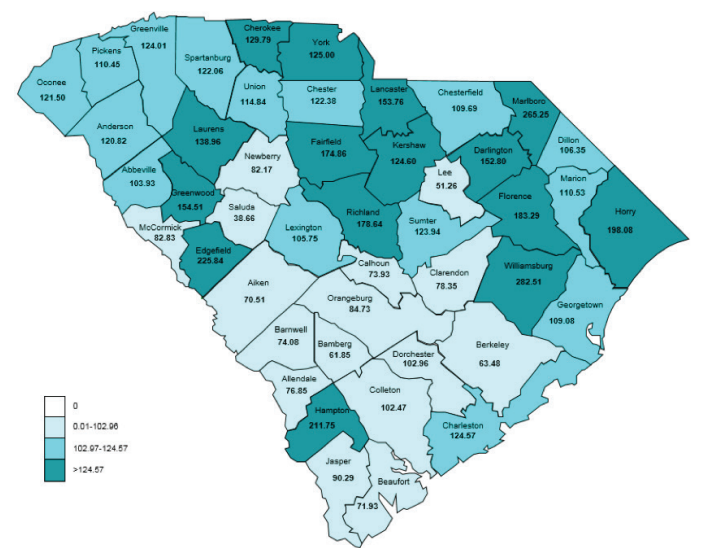 Greenville
124.01
Cherokee
129.79
York
125.00
Pickens
110.45
Spartanburg
122.06
Oconee
121.50
Union
114.84
Chester
122.38
Lancaster
153.76
Chesterfield
109.69
Marlboro
265.25
Anderson
120.82
Laurens
138.96
Fairfield
174.86
Kershaw
124.60
Darlington
152.80
Dillon
106.35
Newberry
82.17
Abbeville
103.93
Lee
51.26
Marion
110.53
Greenwood
154.51
Saluda
38.66
Florence
183.29
McCormick
82.83
Lexington
105.75
Richland
178.64
Sumter
123.94
Horry
198.08
Edgefield
225.84
Calhoun
73.93
Clarendon
78.35
Williamsburg
282.51
Aiken
70.51
Orangeburg
84.73
Georgetown
109.08
Barnwell
74.08
Bamberg
61.85
Dorchester
102.96
Berkeley
63.48
Allendale
76.85
Colleton
102.47
Hampton
211.75
Charleston
124.57
Jasper
90.29
Beaufort
71.93
0
0.01-102.96
102.97-124.57
>124.57